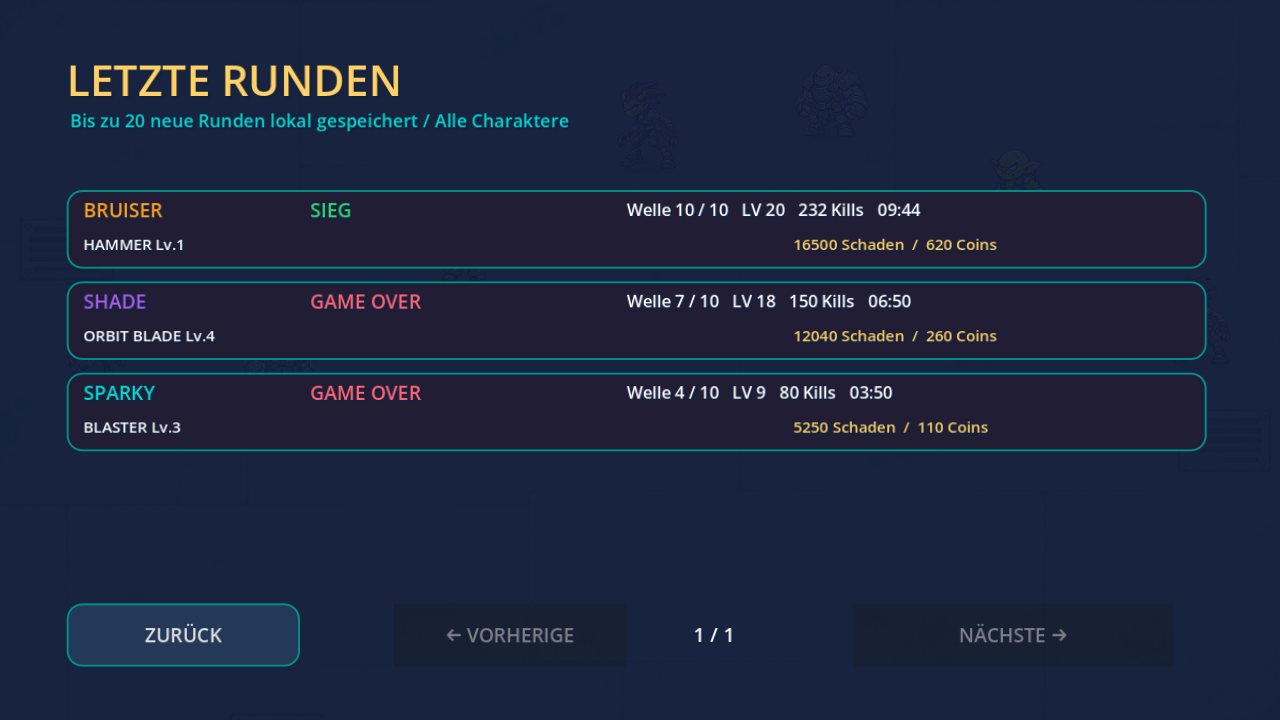 LETZTE RUNDEN
Bis zu 20 neue Runden lokal gespeichert / Alle Charaktere
BRUISER SIEG Welle 10 / 10 LV 20 232 Kills 09:44
HAMMER Lv.1 16500 Schaden / 620 Coins
SHADE GAME OVER Welle 7 / 10 LV 18 150 Kills 06:50
ORBIT BLADE Lv.4 12040 Schaden / 260 Coins
SPARKY GAME OVER Welle 4 / 10 LV 9 80 Kills 03:50
BLASTER Lv.3 5250 Schaden / 110 Coins
ZURÜCK ← VORHERIGE 1 / 1 NÄCHSTE →